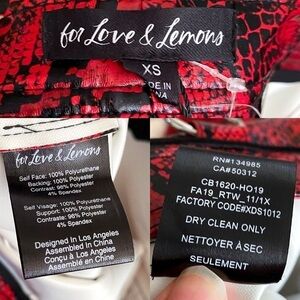 for Love & Lemons
XS
DE IN
NA
for Love & Lemons
Self Face: 100% Polyurethane
Backing: 100% Polyester
Contrast: 96% Polyester
4% Spandex
Self Visage: 100% Polyurethane
Support: 100% Polyester
Contraste: 96% Polyester
4% Spandex
Designed In Los Angeles
Assembled In China
Conçu à Los Angeles
Assemblé en Chine
RN#134985
CA#50312
CB1620-HO19
FA19_RTW_11/1X
FACTORY CODE#XDS1012
DRY CLEAN ONLY
NETTOYER À SEC
SEULEMENT